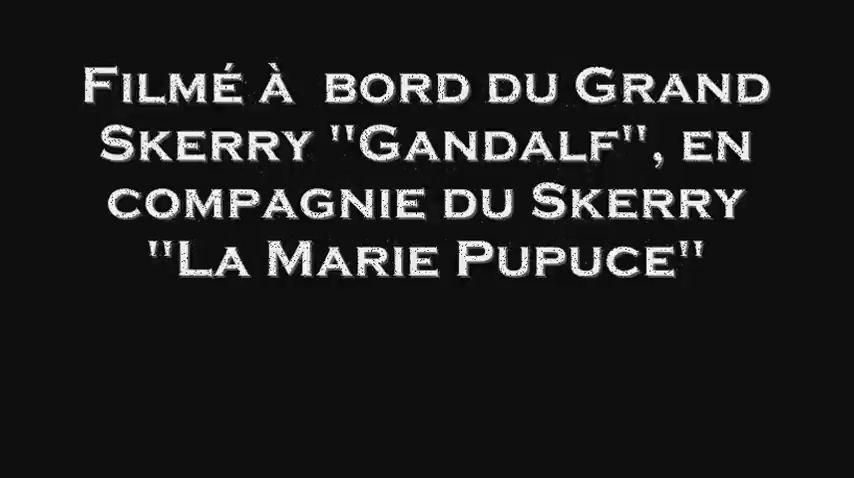 Filmé à bord du Grand
Skerry "Gandalf", en
compagnie du Skerry
"La Marie Pupuce"